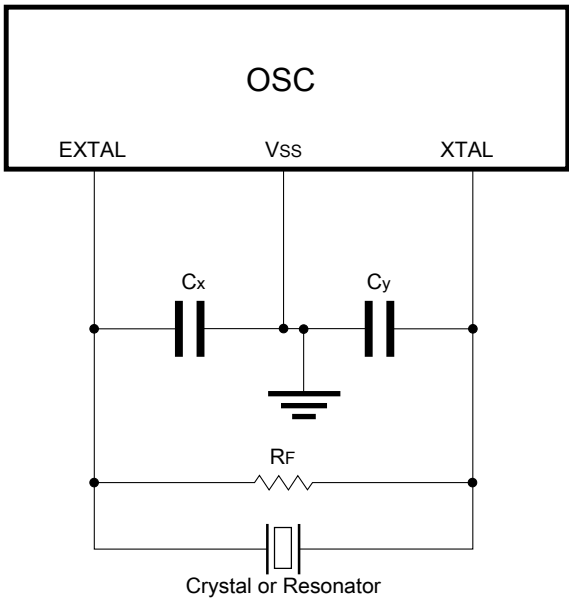 OSC
EXTAL
VSS
XTAL
Cx
Cy
RF
Crystal or Resonator